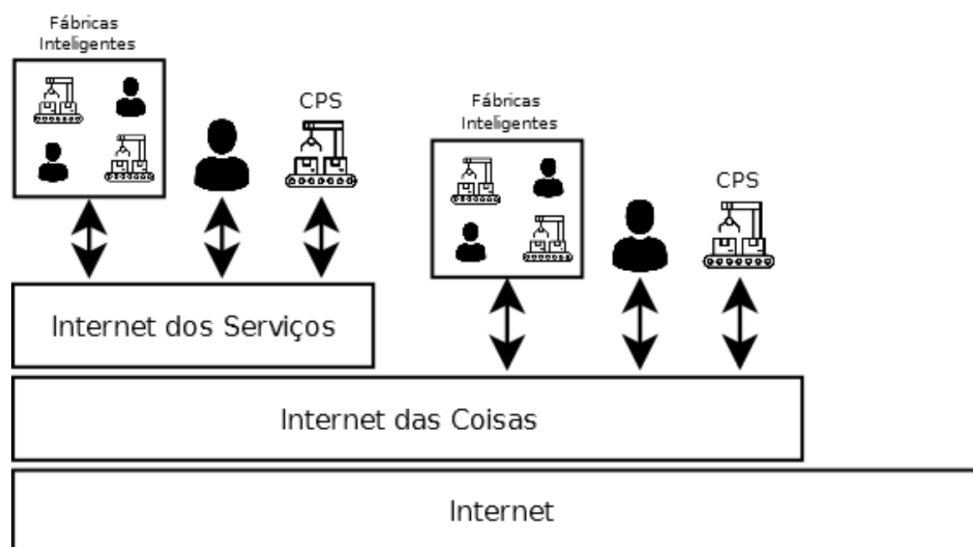 Fábricas
Inteligentes
CPS
Fábricas
Inteligentes
CPS
Internet dos Serviços
Internet das Coisas
Internet